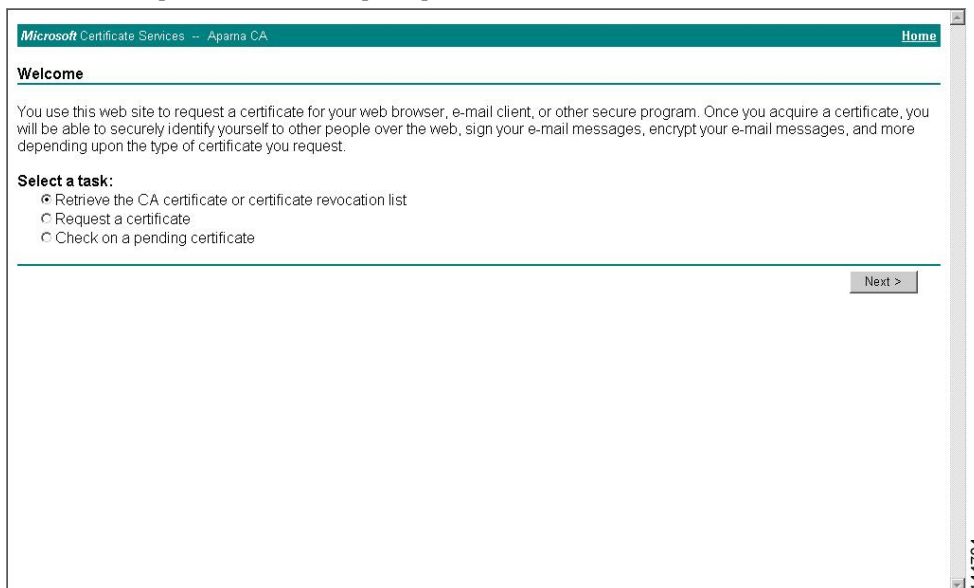 Microsoft Certificate Services -- Aparna CA Home
Welcome
You use this web site to request a certificate for your web browser, e-mail client, or other secure program. Once you acquire a certificate, you
will be able to securely identify yourself to other people over the web, sign your e-mail messages, encrypt your e-mail messages, and more
depending upon the type of certificate you request.
Select a task:
Retrieve the CA certificate or certificate revocation list
Request a certificate
Check on a pending certificate
Next >